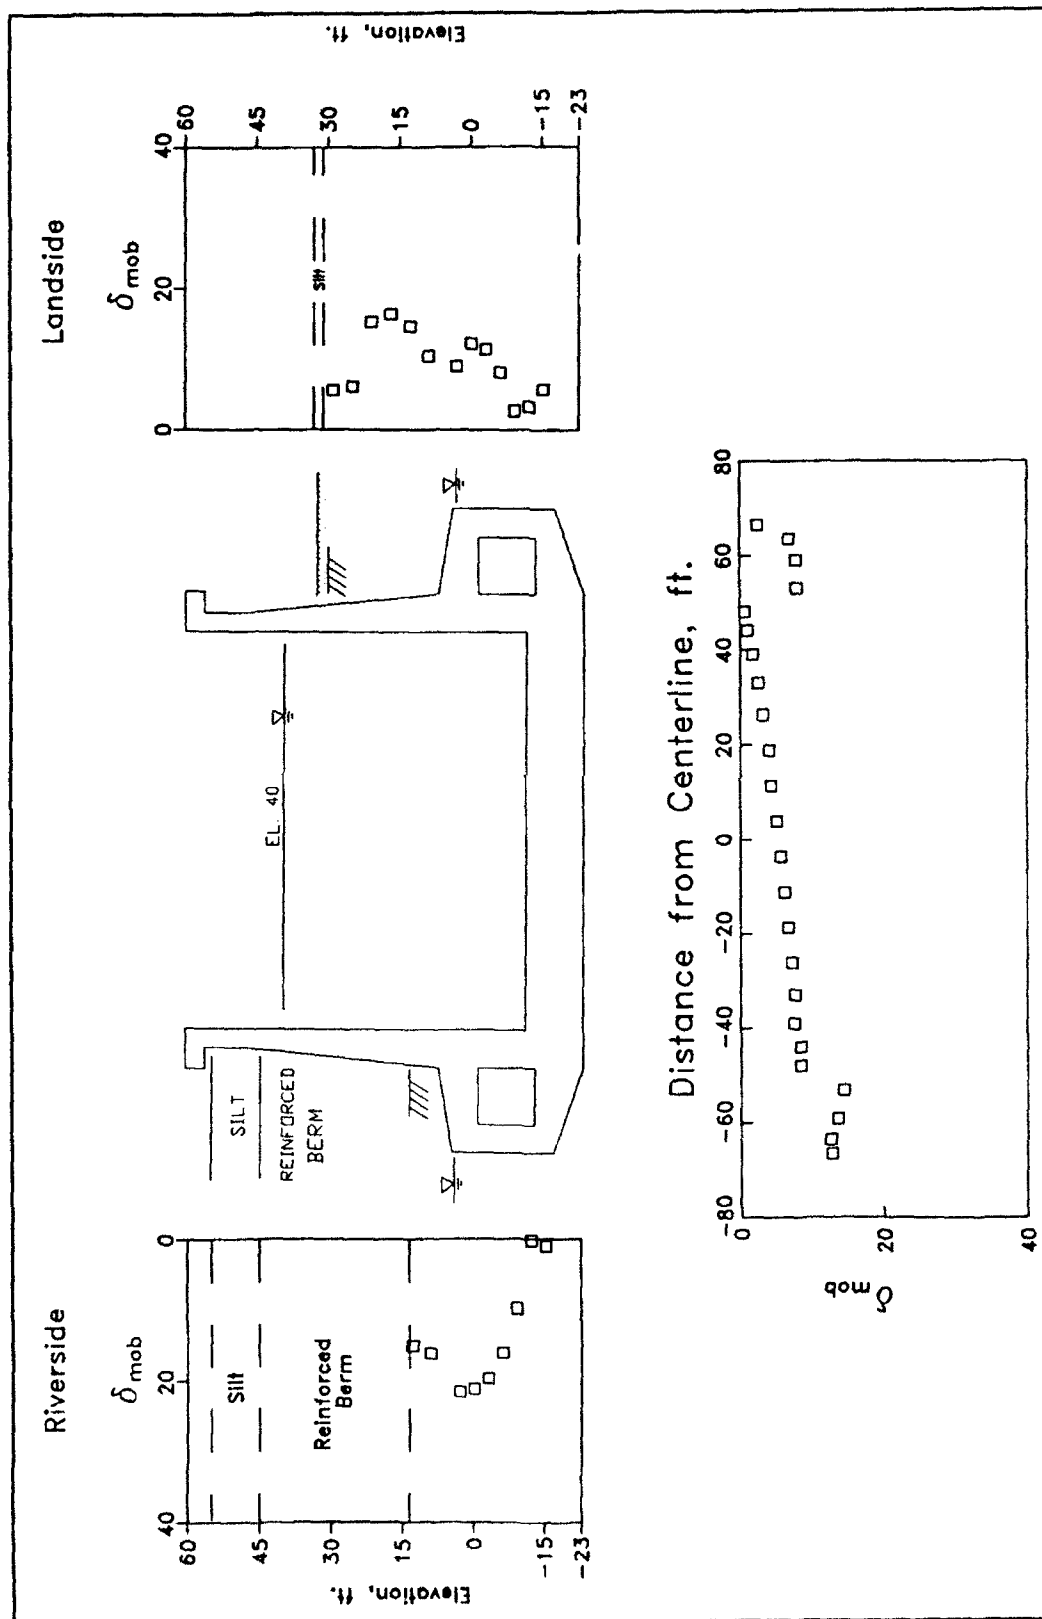 Riverside
δmob
40
20
0
60
45
30
15
0
-15
-23
Elevation, ft.
Silt
Reinforced
Berm
SILT
REINFORCED
BERM
EL. 40
Landside
δmob
0
20
40
60
45
30
15
0
-15
-23
Elevation, ft.
Silt
Distance from Centerline, ft.
-80
-60
-40
-20
0
20
40
60
80
0
20
40
δmob